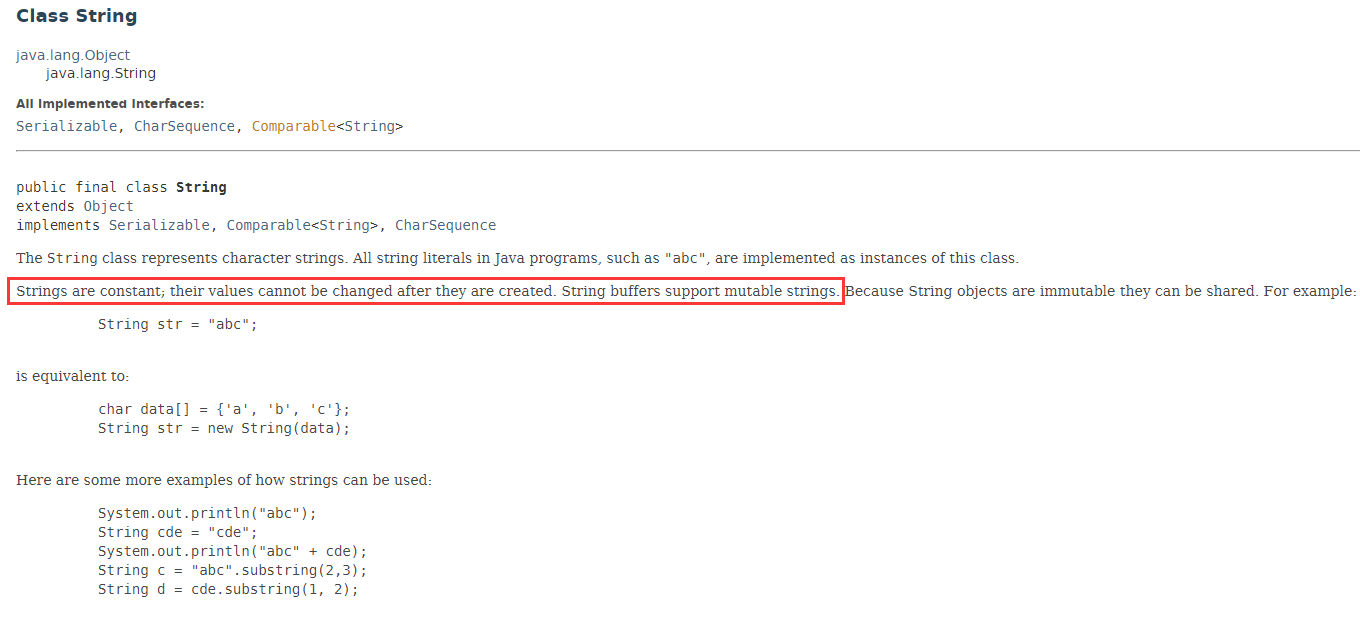 Class String
java.lang.Object
java.lang.String
All Implemented Interfaces:
Serializable, CharSequence, Comparable<String>
public final class String
extends Object
implements Serializable, Comparable<String>, CharSequence
The String class represents character strings. All string literals in Java programs, such as "abc", are implemented as instances of this class.
Strings are constant; their values cannot be changed after they are created. String buffers support mutable strings. Because String objects are immutable they can be shared. For example:
String str = "abc";
is equivalent to:
char data[] = {'a', 'b', 'c'};
String str = new String(data);
Here are some more examples of how strings can be used:
System.out.println("abc");
String cde = "cde";
System.out.println("abc" + cde);
String c = "abc".substring(2,3);
String d = cde.substring(1, 2);